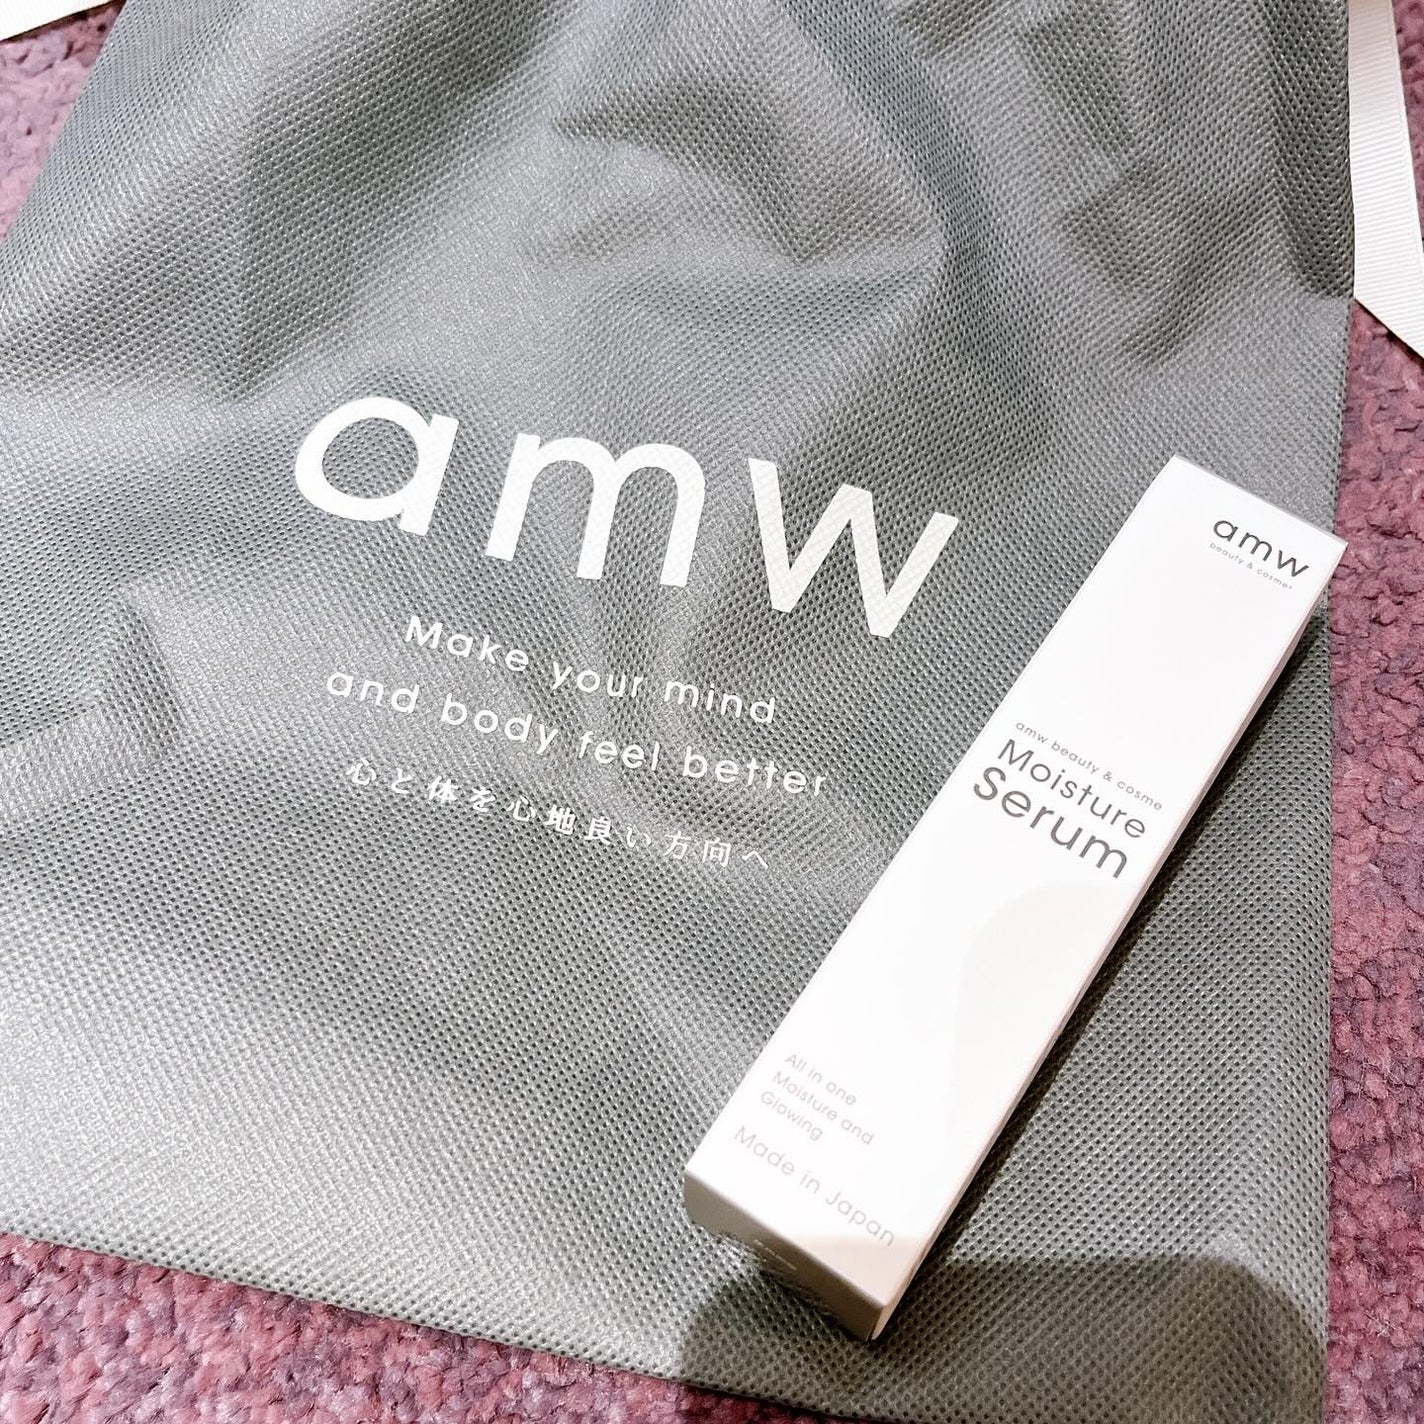 amw
Make your mind
and body feel better
心と体を心地良い方向へ
amw
beauty & cosme
amw beauty & cosme
Moisture
Serum
All in one
Moisture and
Glowing
Made in Japan